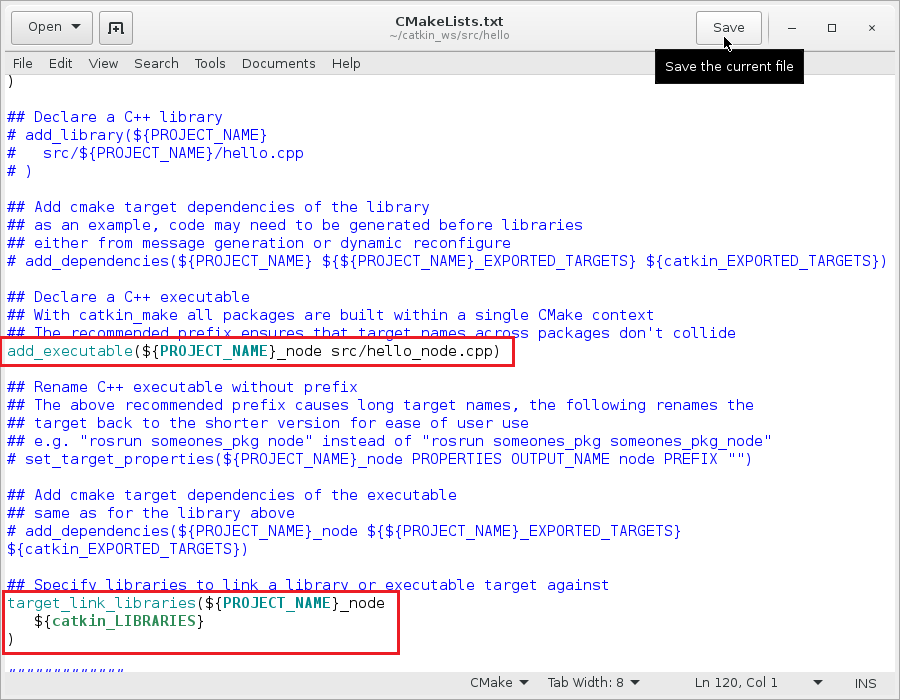 Open
CMakeLists.txt
~/catkin_ws/src/hello
Save
File Edit View Search Tools Documents Help
Save the current file
)
## Declare a C++ library
# add_library(${PROJECT_NAME}
#   src/${PROJECT_NAME}/hello.cpp
# )
## Add cmake target dependencies of the library
## as an example, code may need to be generated before libraries
## either from message generation or dynamic reconfigure
# add_dependencies(${PROJECT_NAME} ${${PROJECT_NAME}_EXPORTED_TARGETS} ${catkin_EXPORTED_TARGETS})
## Declare a C++ executable
## With catkin_make all packages are built within a single CMake context
## The recommended prefix ensures that target names across packages don't collide
add_executable(${PROJECT_NAME}_node src/hello_node.cpp)
## Rename C++ executable without prefix
## The above recommended prefix causes long target names, the following renames the
## target back to the shorter version for ease of user use
## e.g. "rosrun someones_pkg node" instead of "rosrun someones_pkg someones_pkg_node"
# set_target_properties(${PROJECT_NAME}_node PROPERTIES OUTPUT_NAME node PREFIX "")
## Add cmake target dependencies of the executable
## same as for the library above
# add_dependencies(${PROJECT_NAME}_node ${${PROJECT_NAME}_EXPORTED_TARGETS}
${catkin_EXPORTED_TARGETS})
## Specify libraries to link a library or executable target against
target_link_libraries(${PROJECT_NAME}_node
   ${catkin_LIBRARIES}
)
CMake Tab Width: 8 Ln 120, Col 1 INS